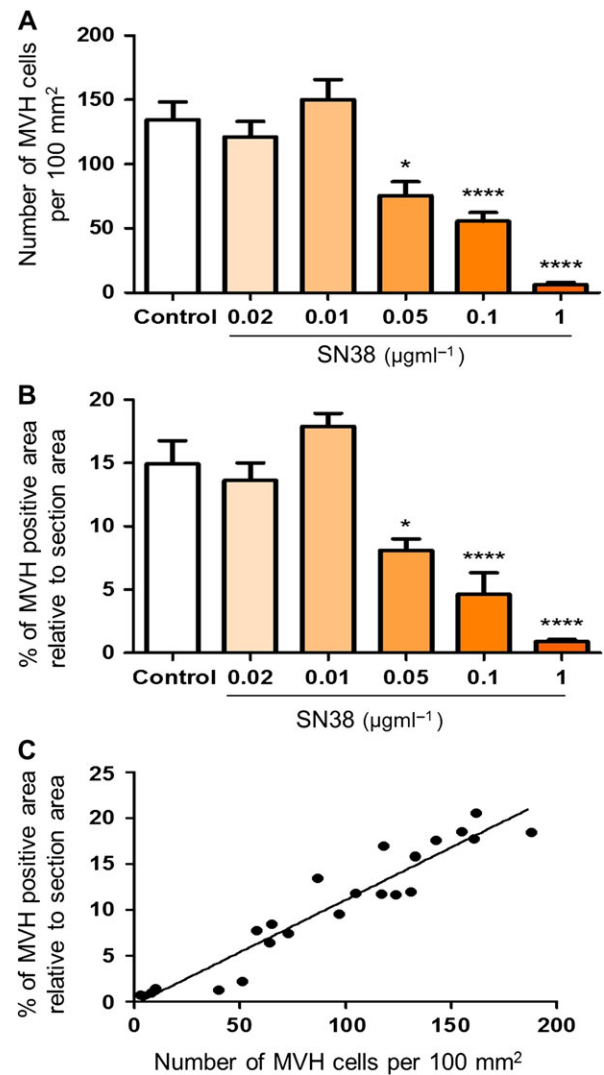 A
Number of MVH cells
per 100 mm²
200
150
100
50
0
*
****
****
Control 0.02 0.01 0.05 0.1 1
SN38 (µgml⁻¹)
B
% of MVH positive area
relative to section area
20
15
10
5
0
*
****
****
Control 0.02 0.01 0.05 0.1 1
SN38 (µgml⁻¹)
C
% of MVH positive area
relative to section area
25
20
15
10
5
0
0 50 100 150 200
Number of MVH cells per 100 mm²